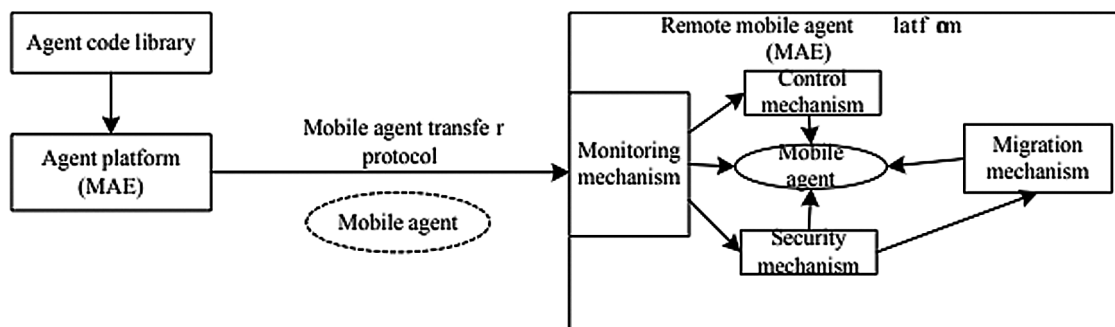 Agent code library
Agent platform
(MAE)
Mobile agent transfe r
protocol
Mobile agent
Remote mobile agent latf am
(MAE)
Monitoring
mechanism
Control
mechanism
Mobile
agent
Security
mechanism
Migration
mechanism